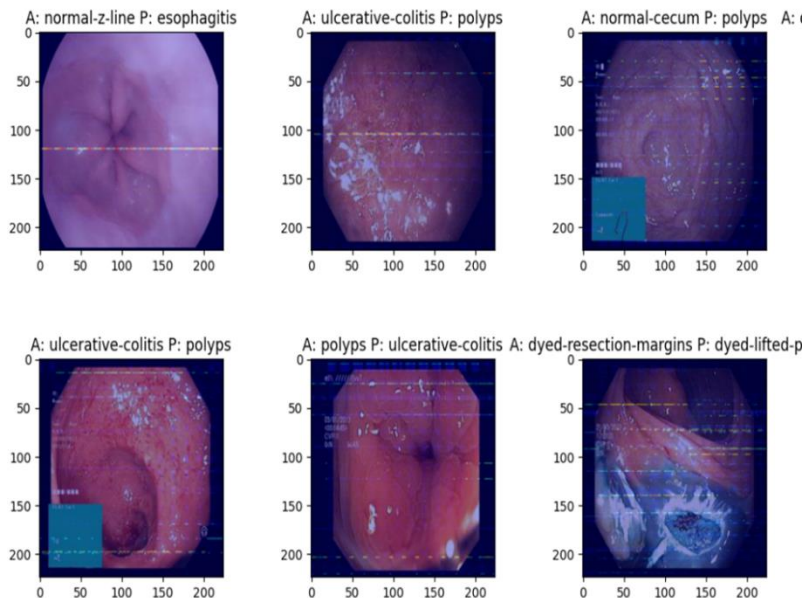 A: normal-z-line P: esophagitis
A: ulcerative-colitis P: polyps
A: normal-cecum P: polyps
A:
0
50
100
150
200
0 50 100 150 200
0
50
100
150
200
0 50 100 150 200
0
50
100
150
200
0 50 100 150 200
A: ulcerative-colitis P: polyps
A: polyps P: ulcerative-colitis
A: dyed-resection-margins P: dyed-lifted-p
0
50
100
150
200
0 50 100 150 200
0
50
100
150
200
0 50 100 150 200
0
50
100
150
200
0 50 100 150 200